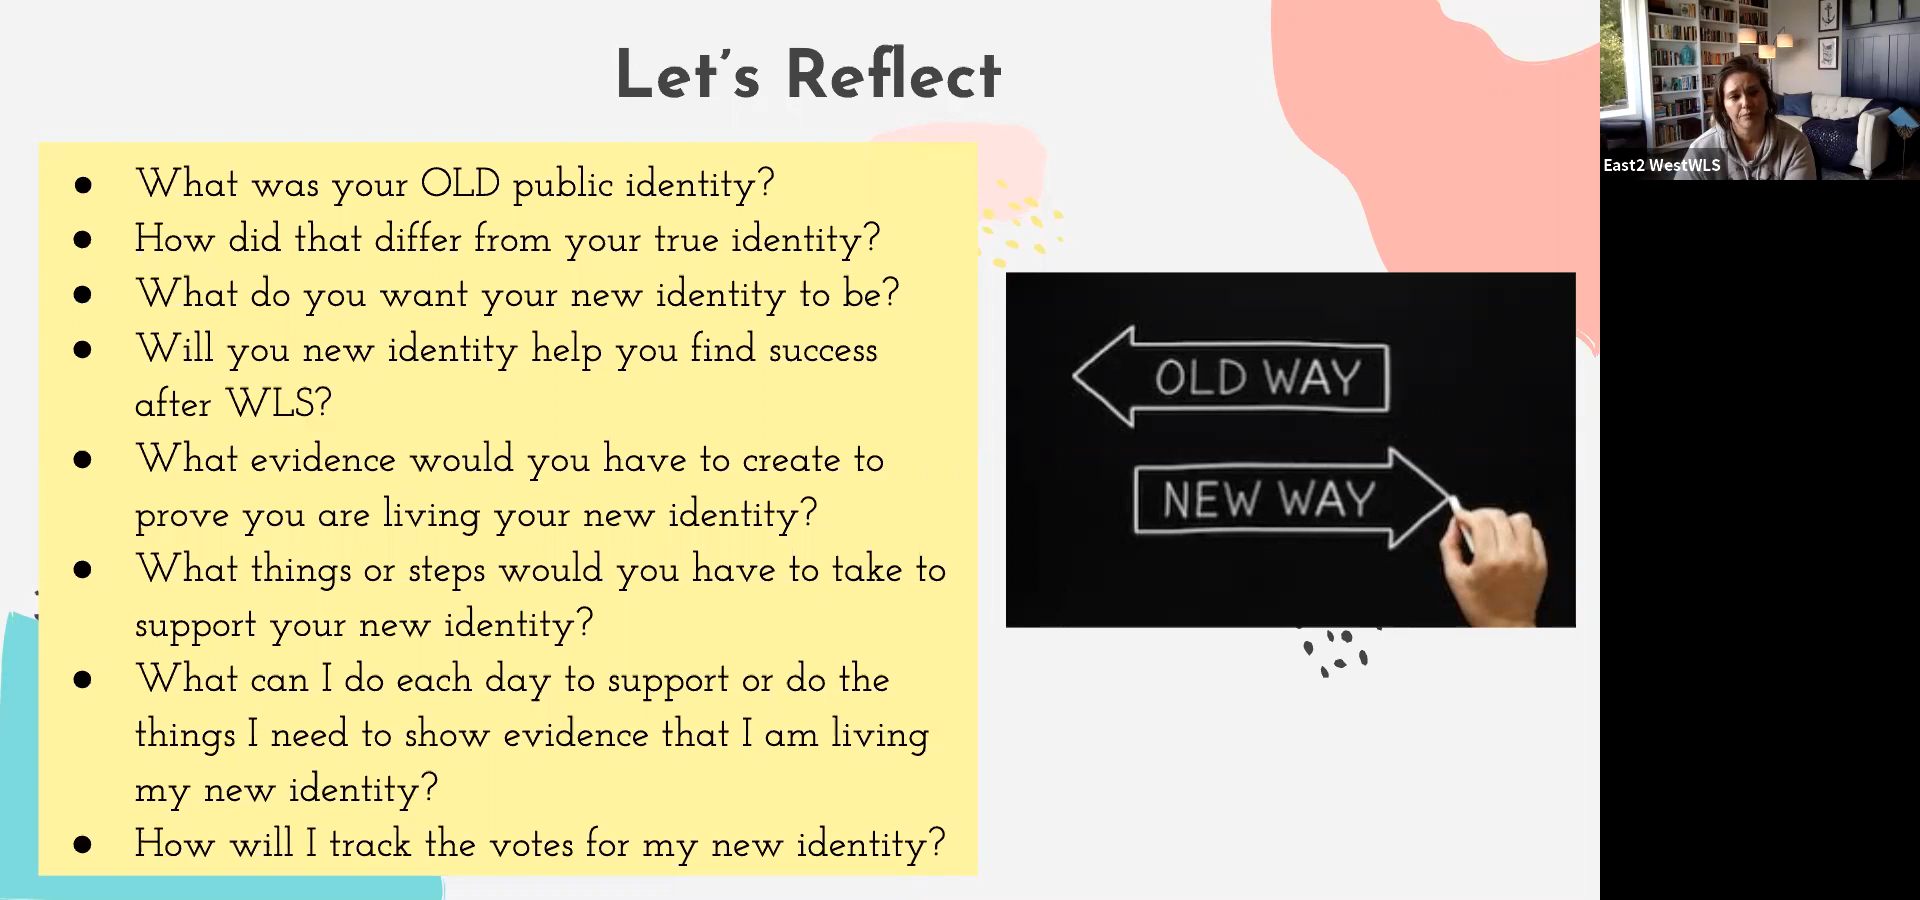 Let's Reflect
● What was your OLD public identity?
● How did that differ from your true identity?
● What do you want your new identity to be?
● Will you new identity help you find success
after WLS?
● What evidence would you have to create to
prove you are living your new identity?
● What things or steps would you have to take to
support your new identity?
● What can I do each day to support or do the
things I need to show evidence that I am living
my new identity?
● How will I track the votes for my new identity?
OLD WAY
NEW WAY
East2 WestWLS